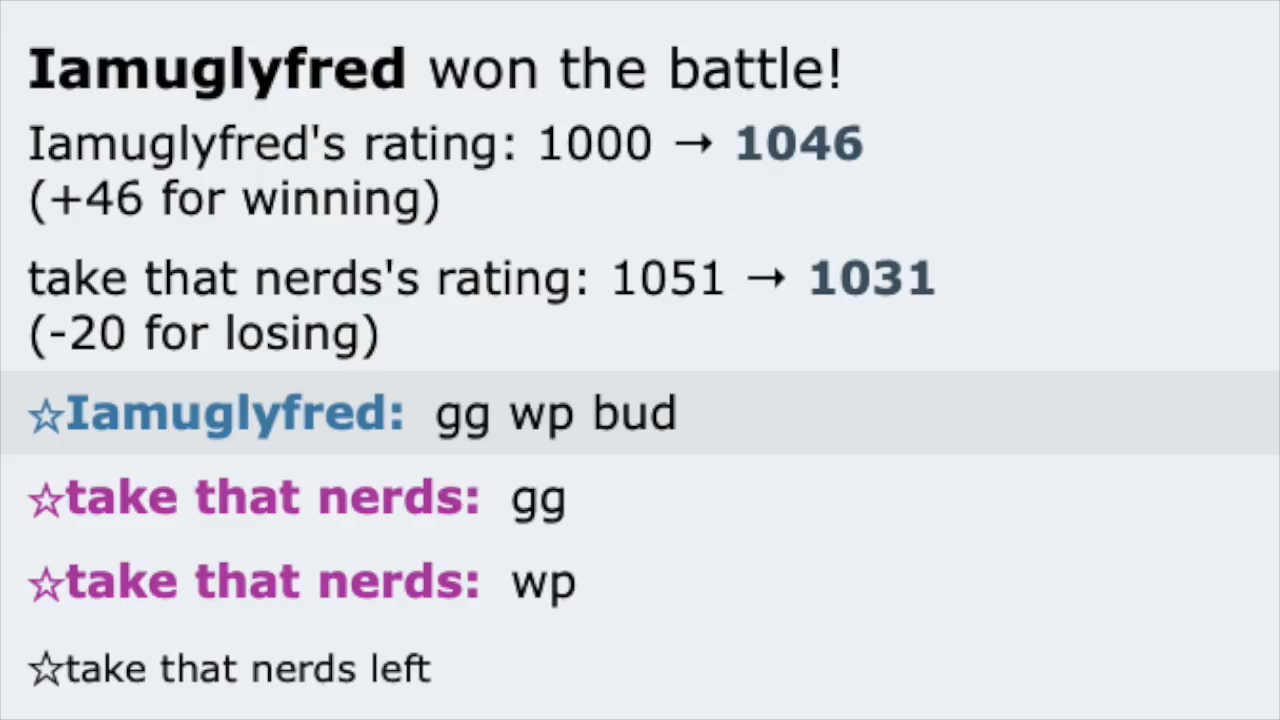 Iamuglyfred won the battle!
Iamuglyfred's rating: 1000 → 1046
(+46 for winning)
take that nerds's rating: 1051 → 1031
(-20 for losing)
☆Iamuglyfred: gg wp bud
☆take that nerds: gg
☆take that nerds: wp
☆take that nerds left